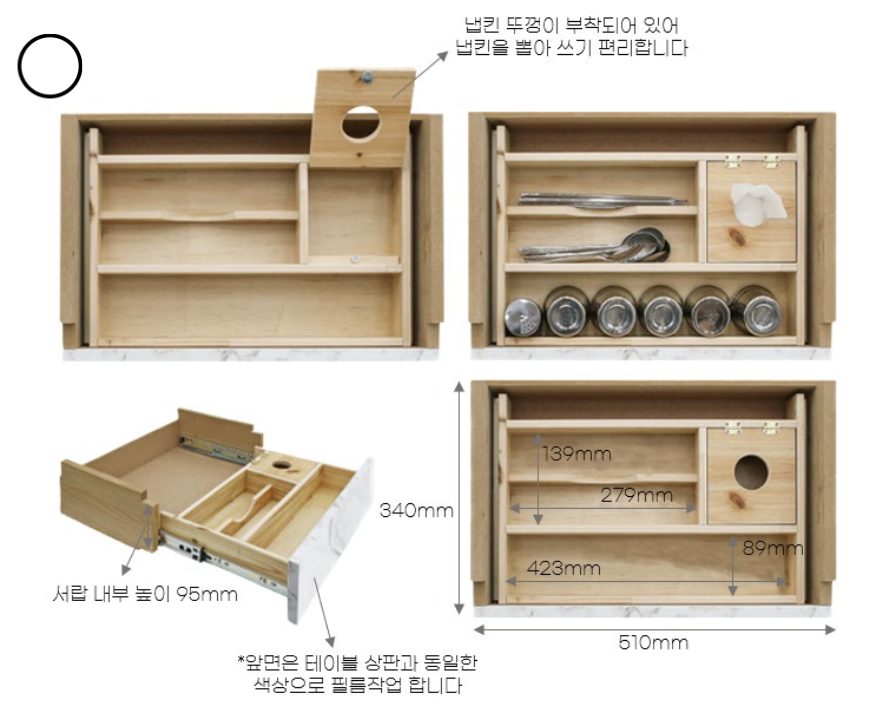 냅킨 뚜껑이 부착되어 있어
냅킨을 뽑아 쓰기 편리합니다
139mm
279mm
340mm
89mm
423mm
서랍 내부 높이 95mm
510mm
*앞면은 테이블 상판과 동일한
색상으로 필름작업 합니다